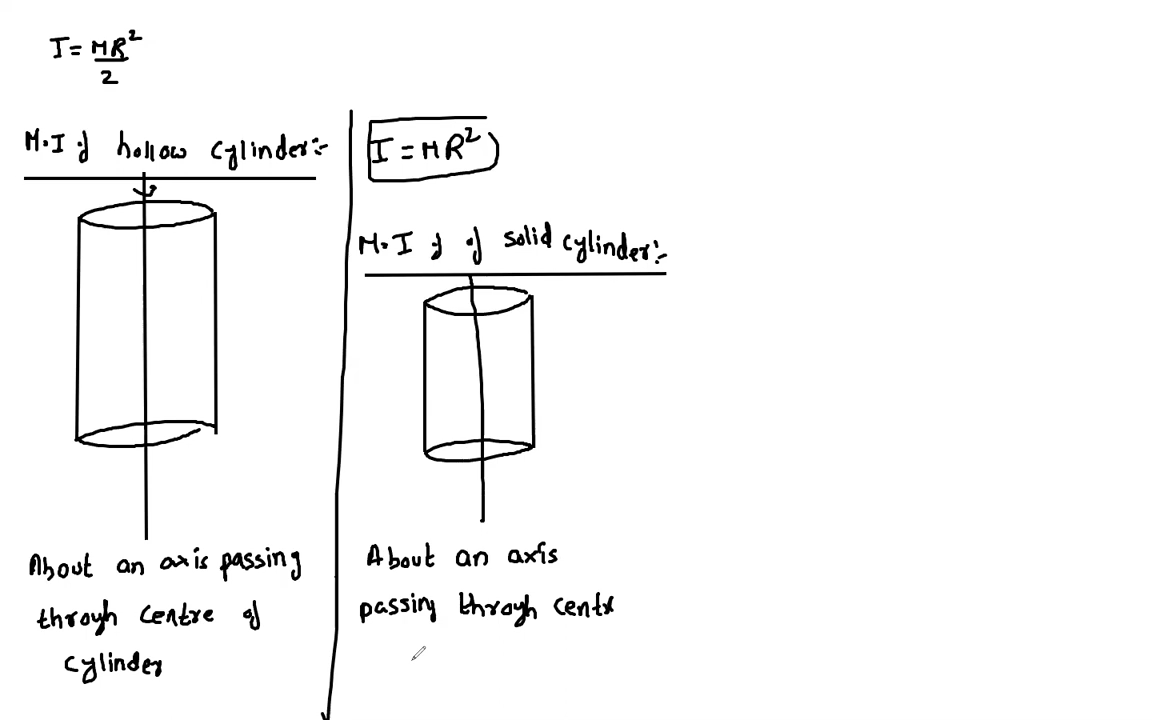 I = MR²/2
M.I of hollow cylinder:-
About an axis passing
through centre of
cylinder
I = MR²
M.I of of solid cylinder:-
About an axis
passing through centre